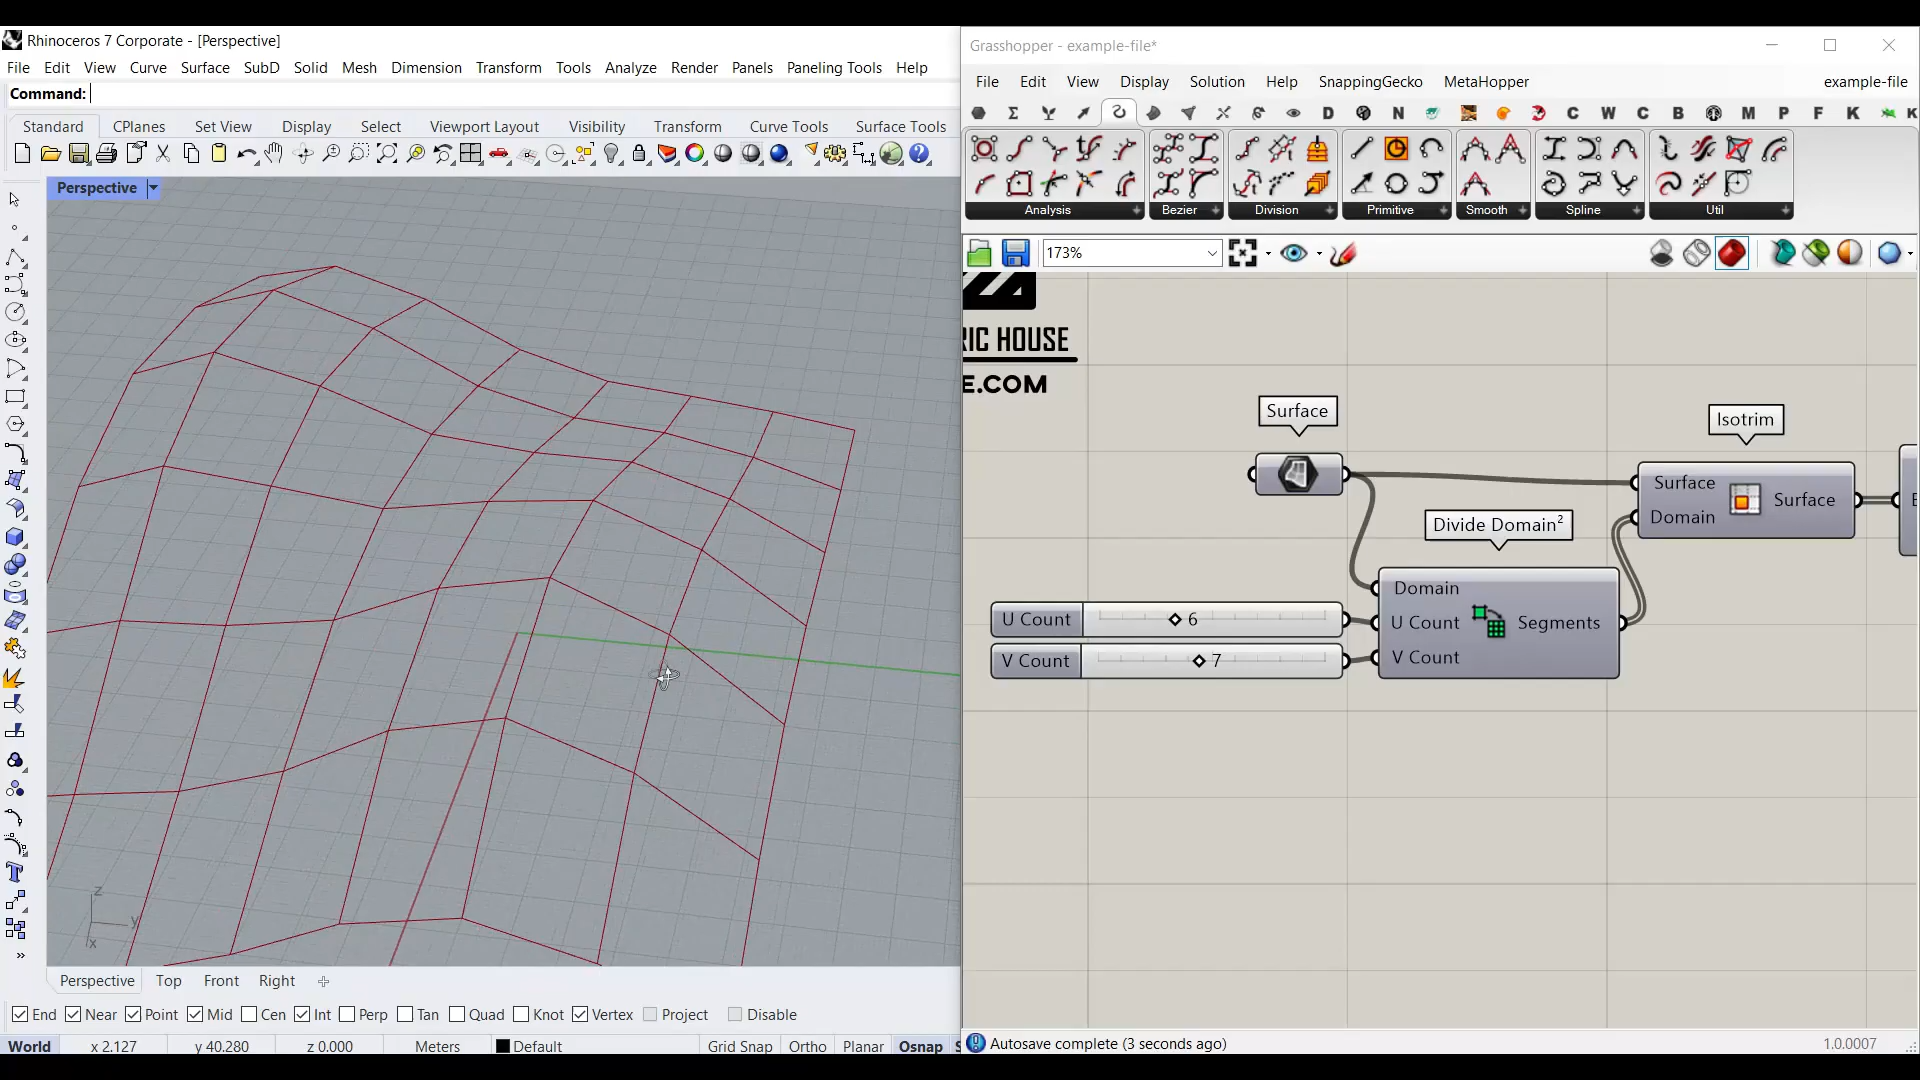 Rhinoceros 7 Corporate - [Perspective]
File Edit View Curve Surface SubD Solid Mesh Dimension Transform Tools Analyze Render Panels Paneling Tools Help
Command:
Standard CPlanes Set View Display Select Viewport Layout Visibility Transform Curve Tools Surface Tools
Perspective
z
y
x
Perspective Top Front Right
End Near Point Mid Cen Int Perp Tan Quad Knot Vertex Project Disable
World x 2.127 y 40.280 z 0.000 Meters Default Grid Snap Ortho Planar Osnap S
Grasshopper - example-file*
File Edit View Display Solution Help SnappingGecko MetaHopper example-file
D N C W C B M P F K K
Analysis Bezier Division Primitive Smooth Spline Util
173%
RIC HOUSE
E.COM
Surface
Isotrim
Surface Surface
Domain
Divide Domain²
Domain
U Count Segments
V Count
U Count 6
V Count 7
Autosave complete (3 seconds ago)
1.0.0007